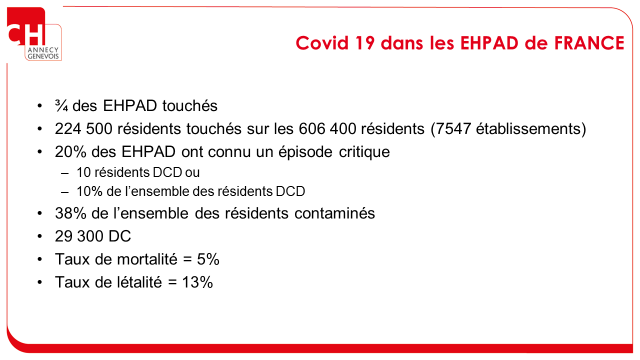 CH
ANNECY
GENEVOIS
Covid 19 dans les EHPAD de FRANCE
• ¾ des EHPAD touchés
• 224 500 résidents touchés sur les 606 400 résidents (7547 établissements)
• 20% des EHPAD ont connu un épisode critique
– 10 résidents DCD ou
– 10% de l’ensemble des résidents DCD
• 38% de l’ensemble des résidents contaminés
• 29 300 DC
• Taux de mortalité = 5%
• Taux de létalité = 13%